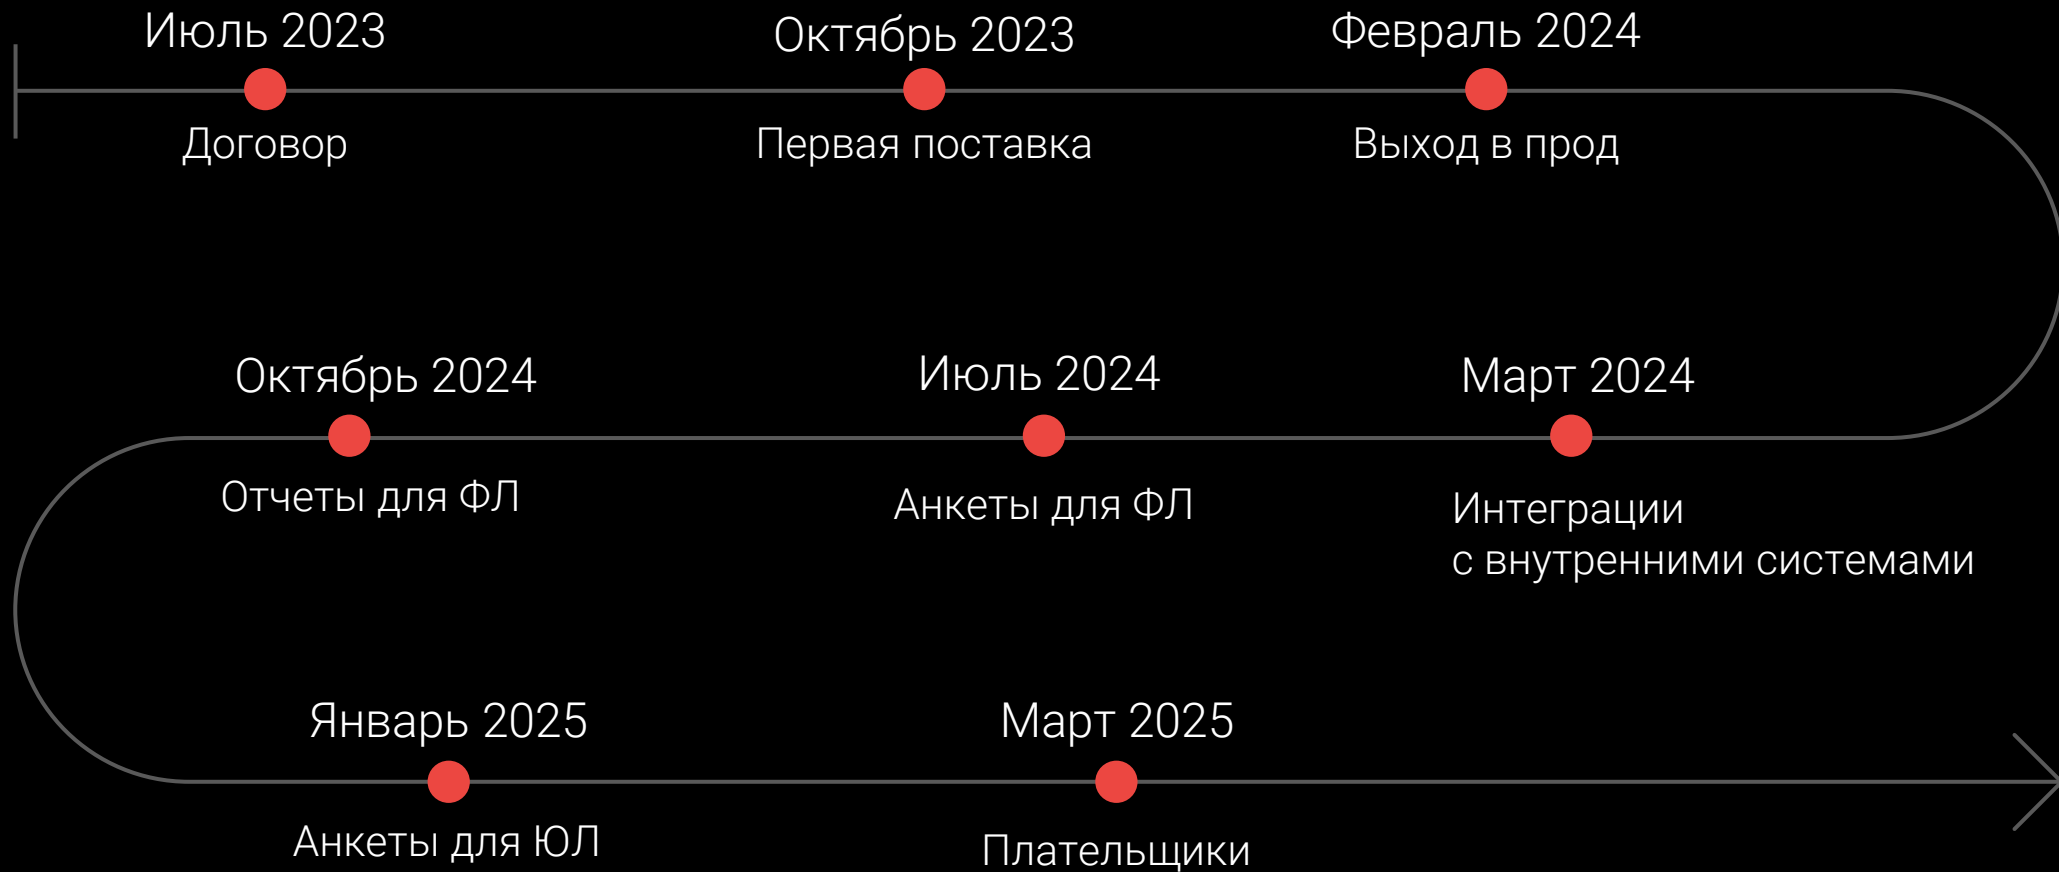 Июль 2023
Договор
Октябрь 2023
Первая поставка
Февраль 2024
Выход в прод
Март 2024
Интеграции
с внутренними системами
Июль 2024
Анкеты для ФЛ
Октябрь 2024
Отчеты для ФЛ
Январь 2025
Анкеты для ЮЛ
Март 2025
Плательщики